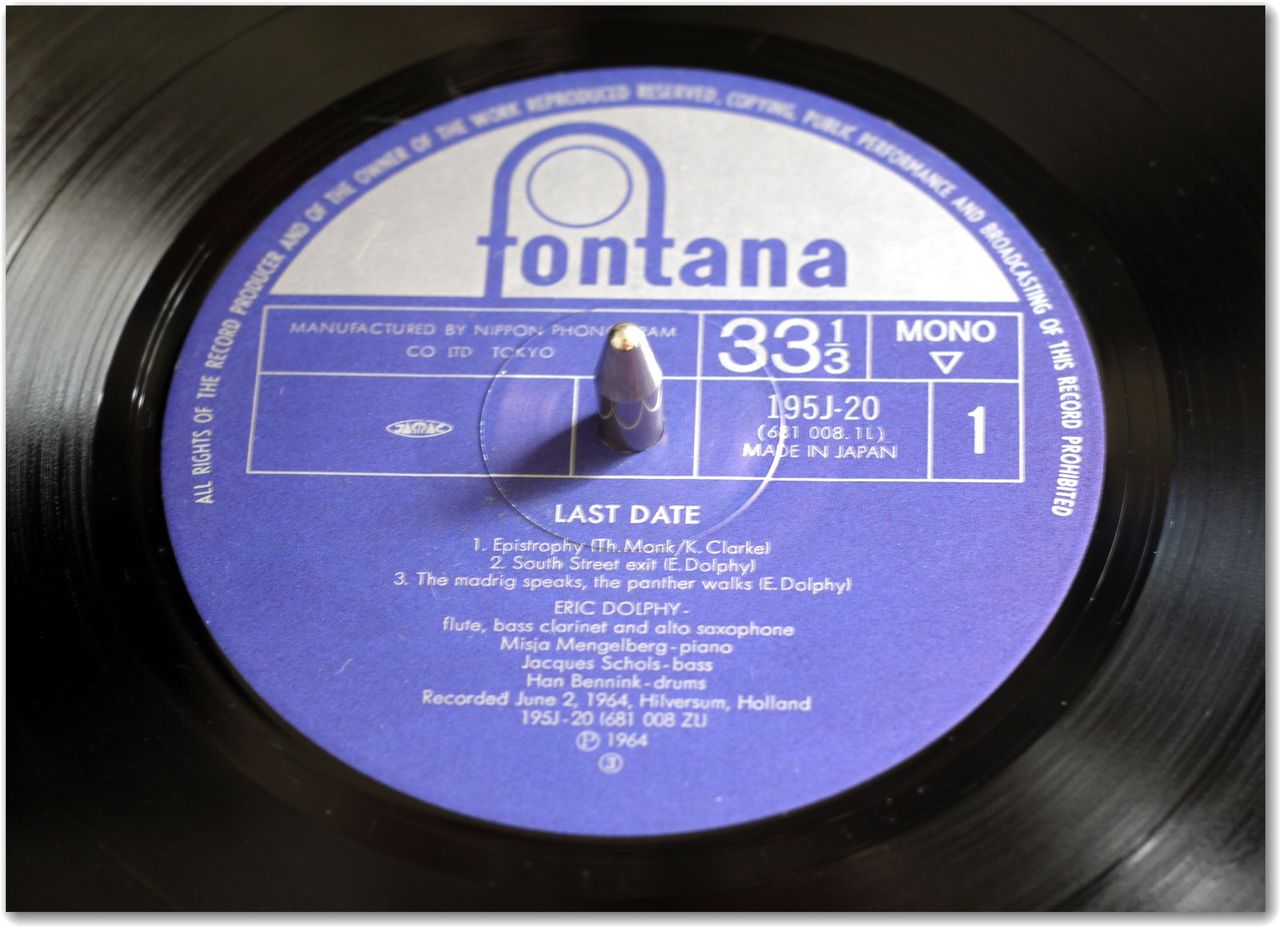 ALL RIGHTS OF THE RECORD PRODUCER AND OF THE OWNER OF THE WORK REPRODUCED RESERVED. COPYING, PUBLIC PERFORMANCE AND BROADCASTING OF THIS RECORD PROHIBITED
fontana
MANUFACTURED BY NIPPON
CO LTD TOKYO
33 1/3
MONO
JASRAC
195J-20
(681 008.1L)
MADE IN JAPAN
1
LAST DATE
1. Epistrophy (Th. Monk/K. Clarke)
2. South Street exit (E. Dolphy)
3. The madrig speaks, the panther walks (E. Dolphy)
ERIC DOLPHY-
flute, bass clarinet and alto saxophone
Misja Mengelberg-piano
Jacques Schols-bass
Han Bennink-drums
Recorded June 2, 1964, Hilversum, Holland
195J-20 (681 008 ZL)
Ⓟ 1964
③